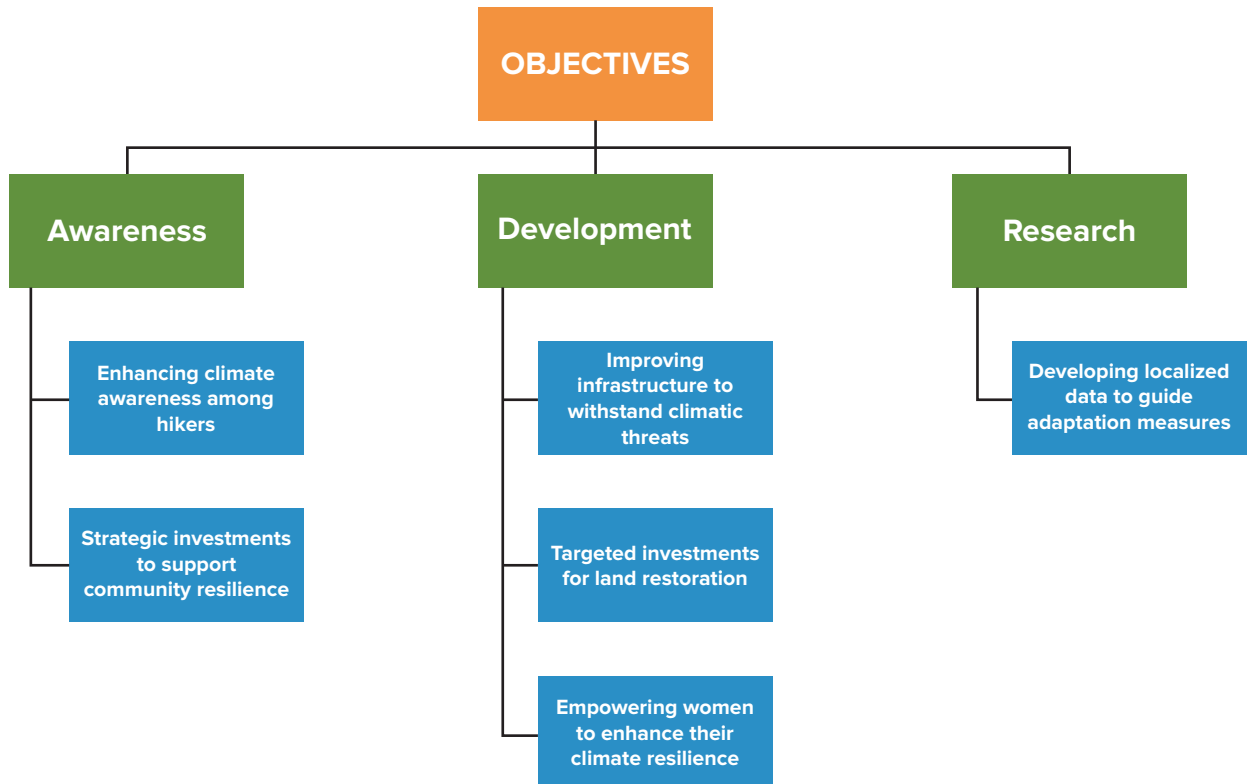 OBJECTIVES
Awareness
Enhancing climate
awareness among
hikers
Strategic investments
to support
community resilience
Development
Improving
infrastructure to
withstand climatic
threats
Targeted investments
for land restoration
Empowering women
to enhance their
climate resilience
Research
Developing localized
data to guide
adaptation measures